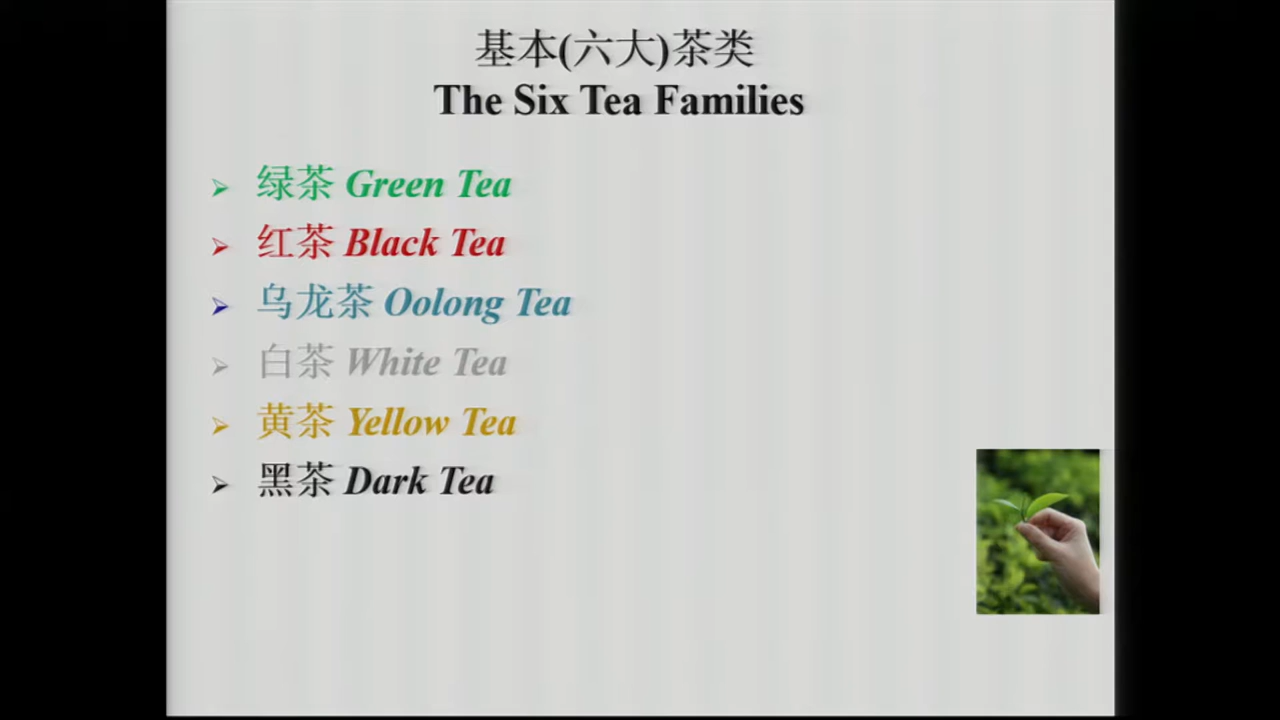 基本(六大)茶类
The Six Tea Families
绿茶 Green Tea
红茶 Black Tea
乌龙茶 Oolong Tea
白茶 White Tea
黄茶 Yellow Tea
黑茶 Dark Tea